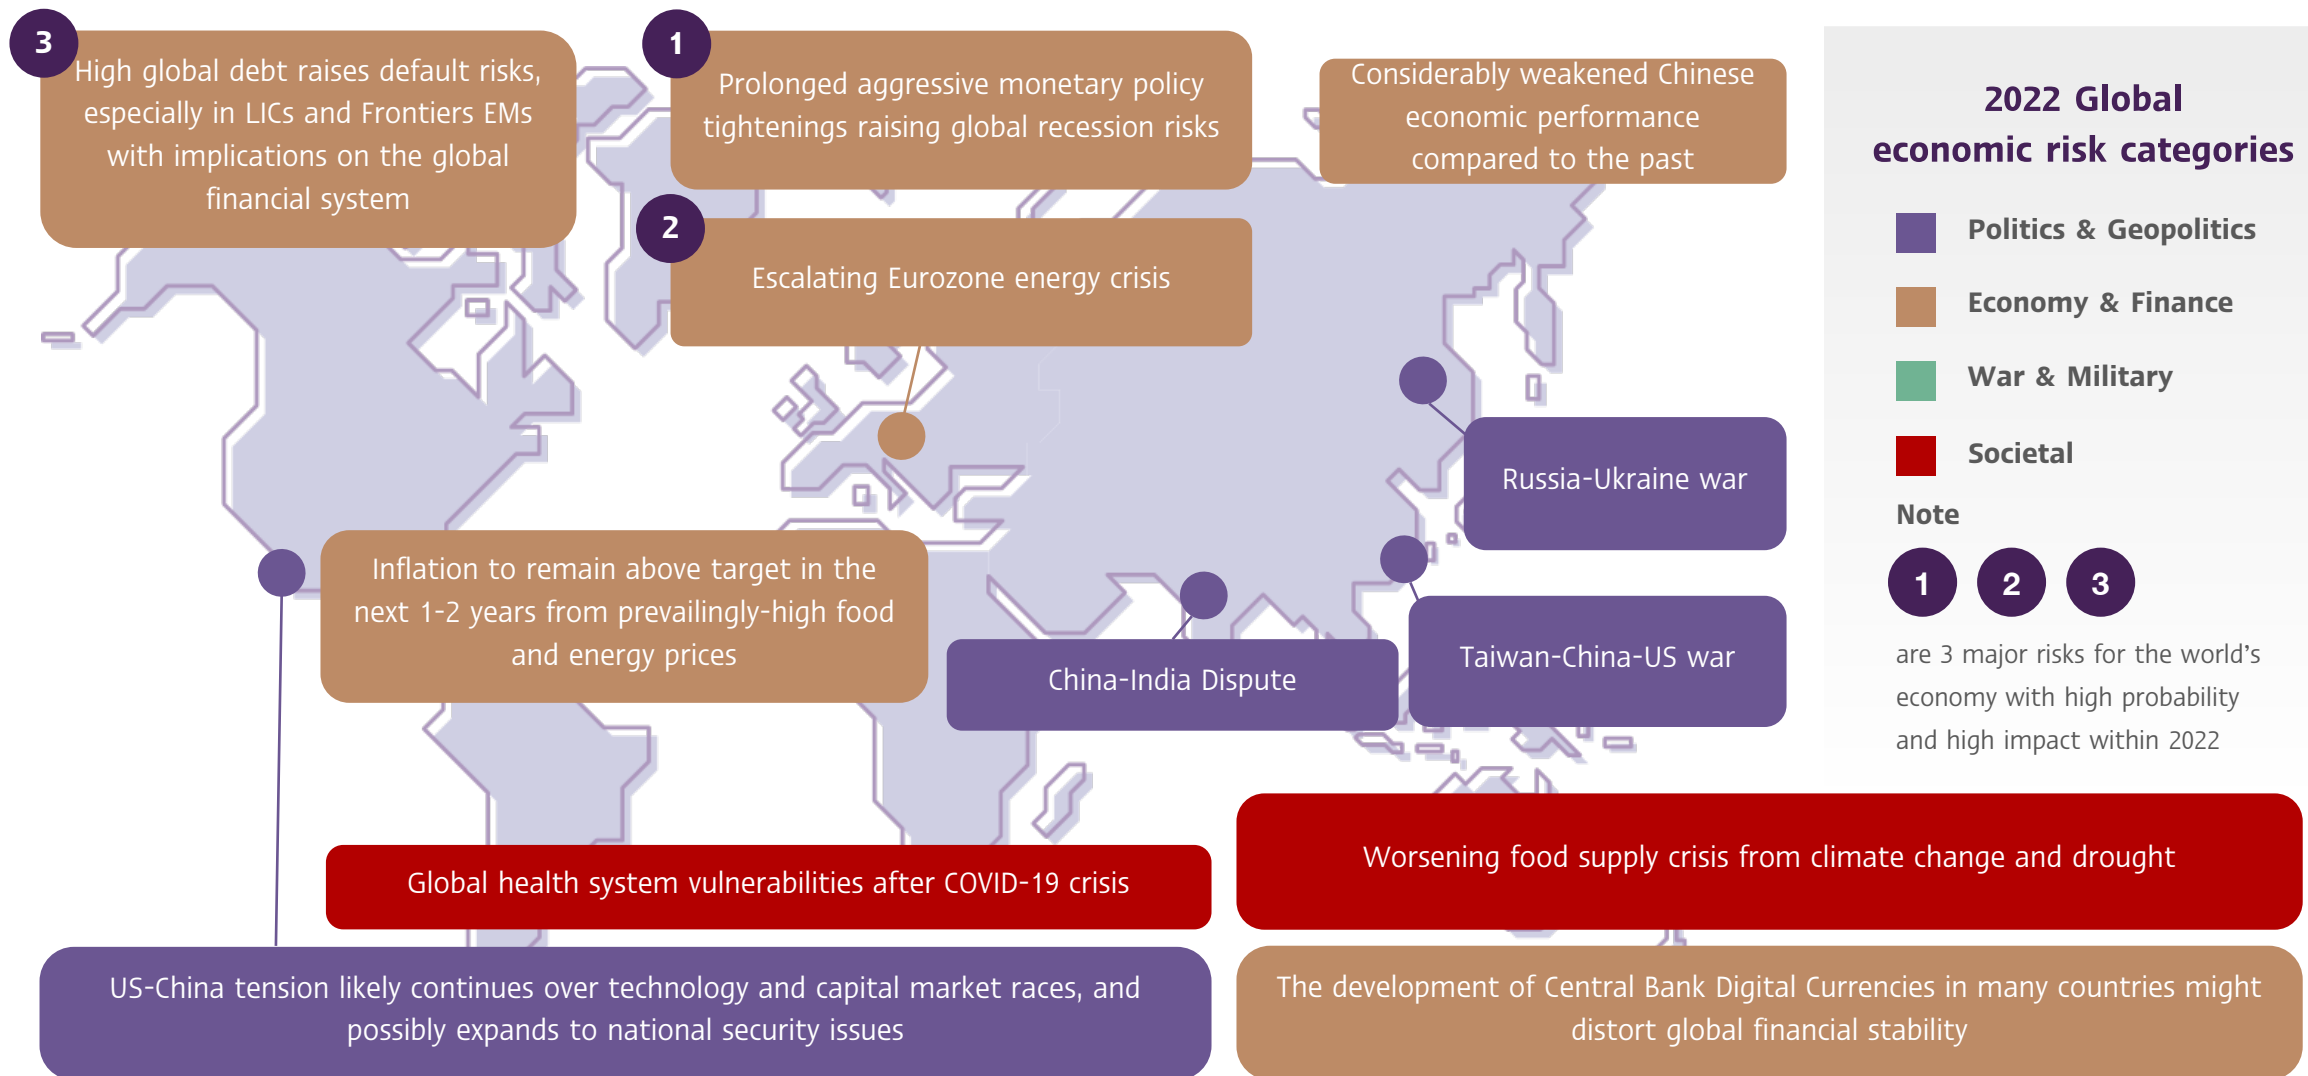 3
High global debt raises default risks,
especially in LICs and Frontiers EMs
with implications on the global
financial system
1
Prolonged aggressive monetary policy
tightenings raising global recession risks
Considerably weakened Chinese
economic performance
compared to the past
2
Escalating Eurozone energy crisis
Russia-Ukraine war
Inflation to remain above target in the
next 1-2 years from prevailingly-high food
and energy prices
China-India Dispute
Taiwan-China-US war
Global health system vulnerabilities after COVID-19 crisis
Worsening food supply crisis from climate change and drought
US-China tension likely continues over technology and capital market races, and
possibly expands to national security issues
The development of Central Bank Digital Currencies in many countries might
distort global financial stability
2022 Global
economic risk categories
Politics & Geopolitics
Economy & Finance
War & Military
Societal
Note
1 2 3
are 3 major risks for the world’s
economy with high probability
and high impact within 2022